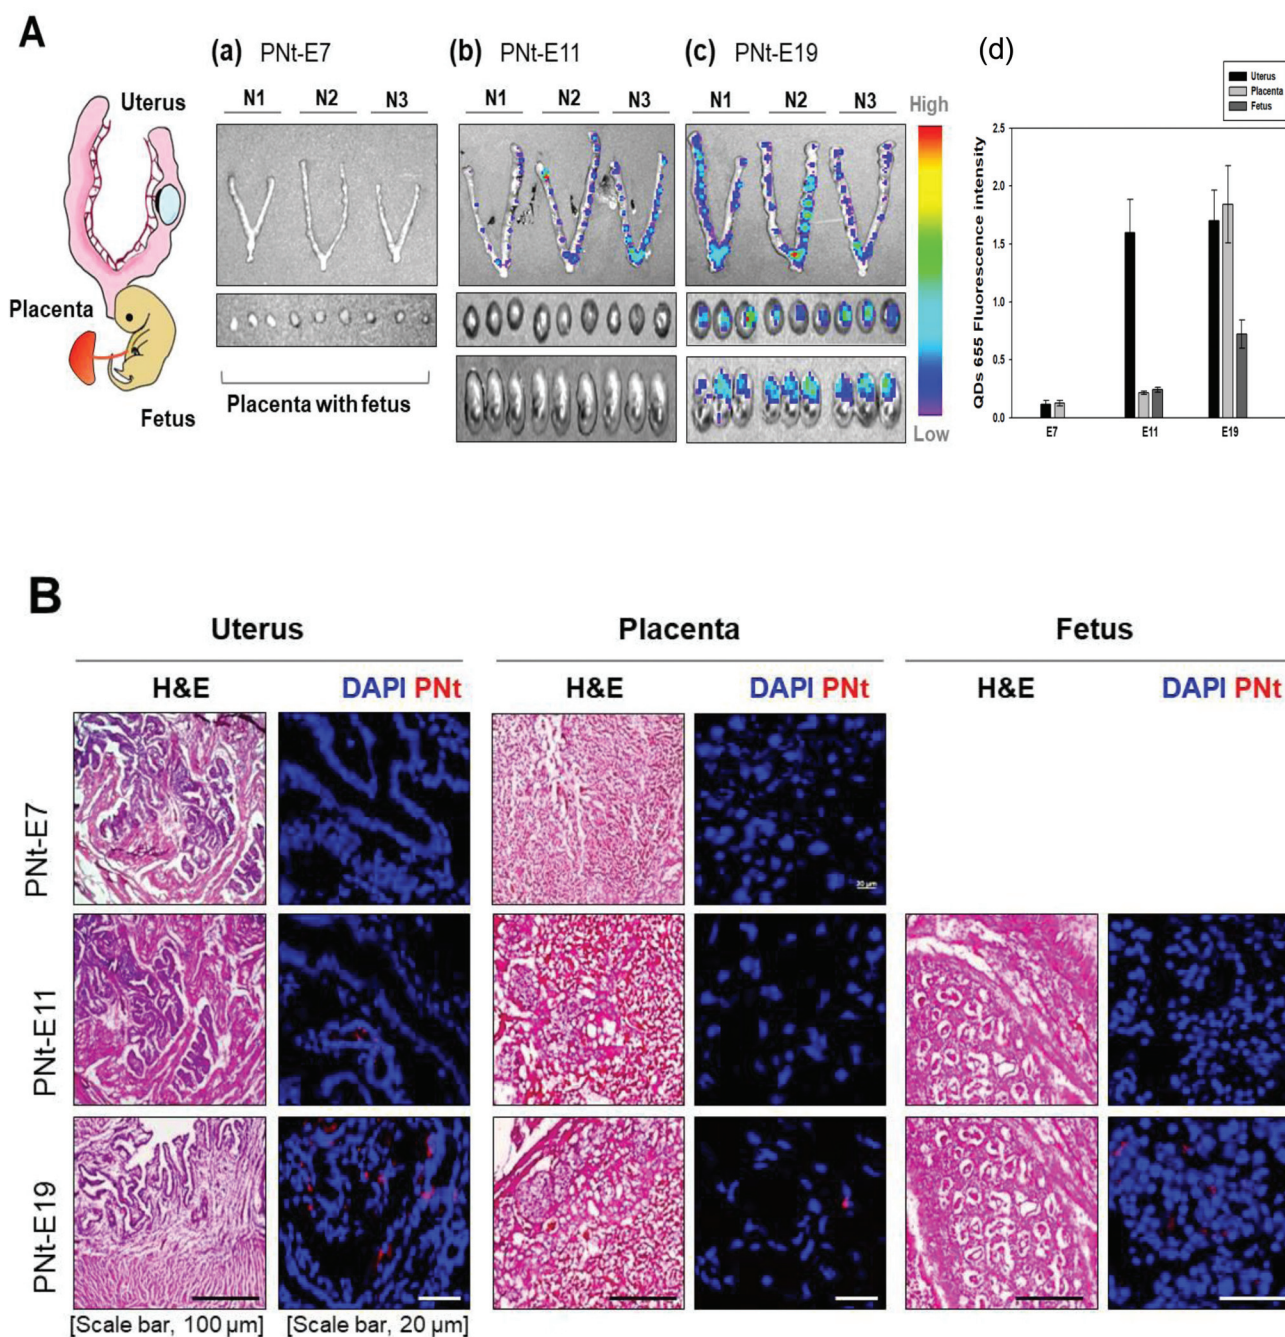 A
(a) PNt-E7
(b) PNt-E11
(c) PNt-E19
(d)
Uterus
Placenta
Fetus
N1 N2 N3
N1 N2 N3
N1 N2 N3
Placenta with fetus
High
Low
Uterus
Placenta
Fetus
QDs 655 Fluorescence intensity
2.5
2.0
1.5
1.0
0.5
0.0
E7 E11 E19
B
Uterus Placenta Fetus
H&E DAPI PNt H&E DAPI PNt H&E DAPI PNt
PNt-E7
PNt-E11
PNt-E19
[Scale bar, 100 µm] [Scale bar, 20 µm]